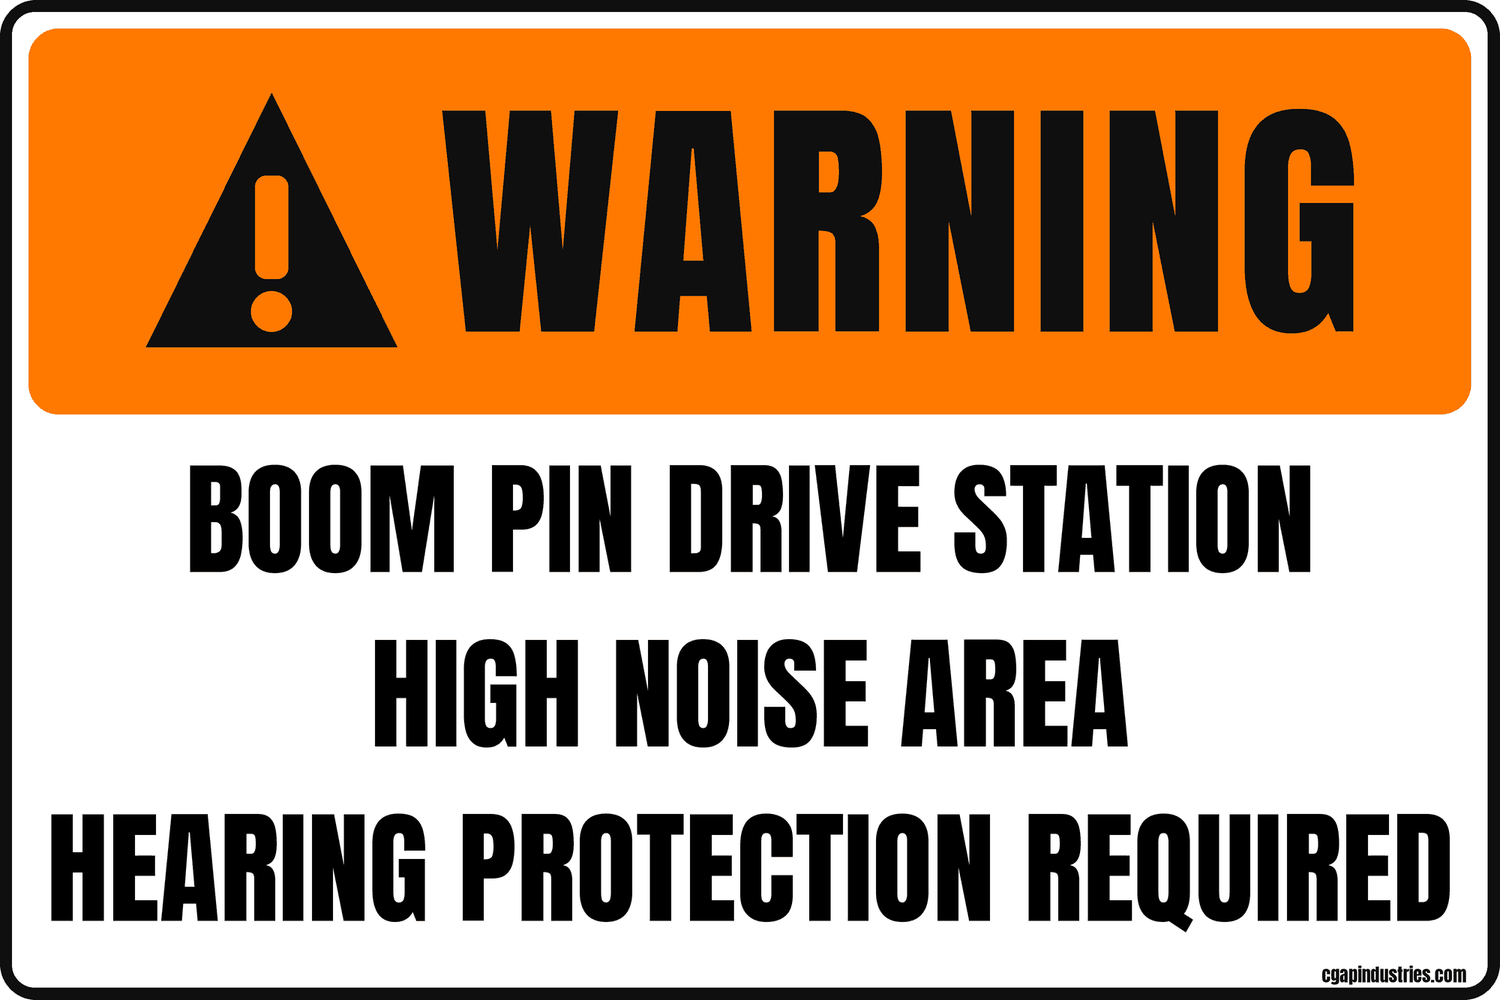 WARNING
BOOM PIN DRIVE STATION
HIGH NOISE AREA
HEARING PROTECTION REQUIRED
cgapindustries.com